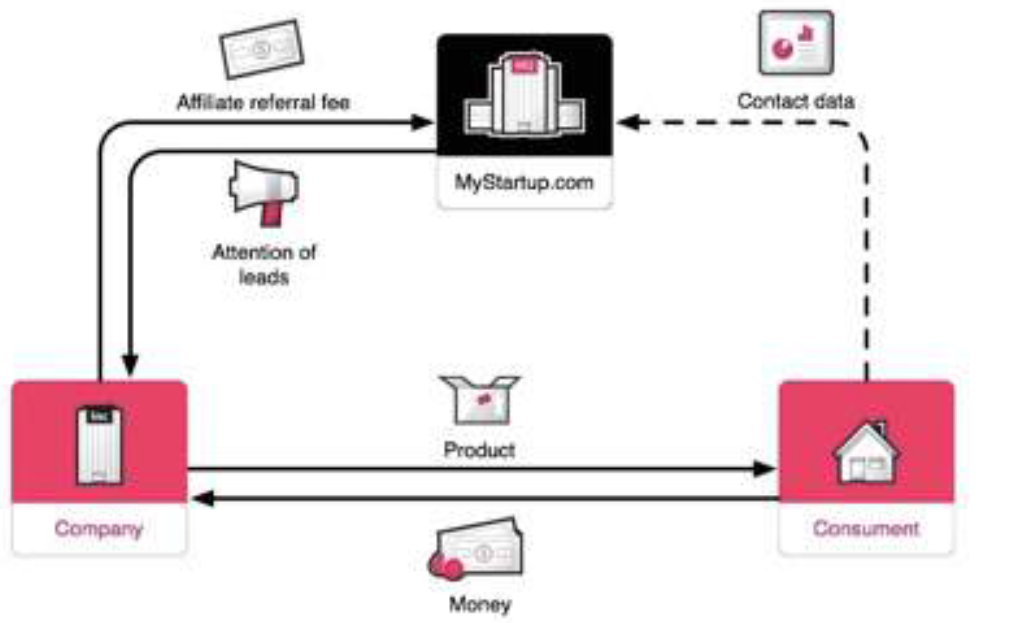 Affiliate referral fee
Contact data
MyStartup.com
Attention of
leads
Product
Company
Consument
Money